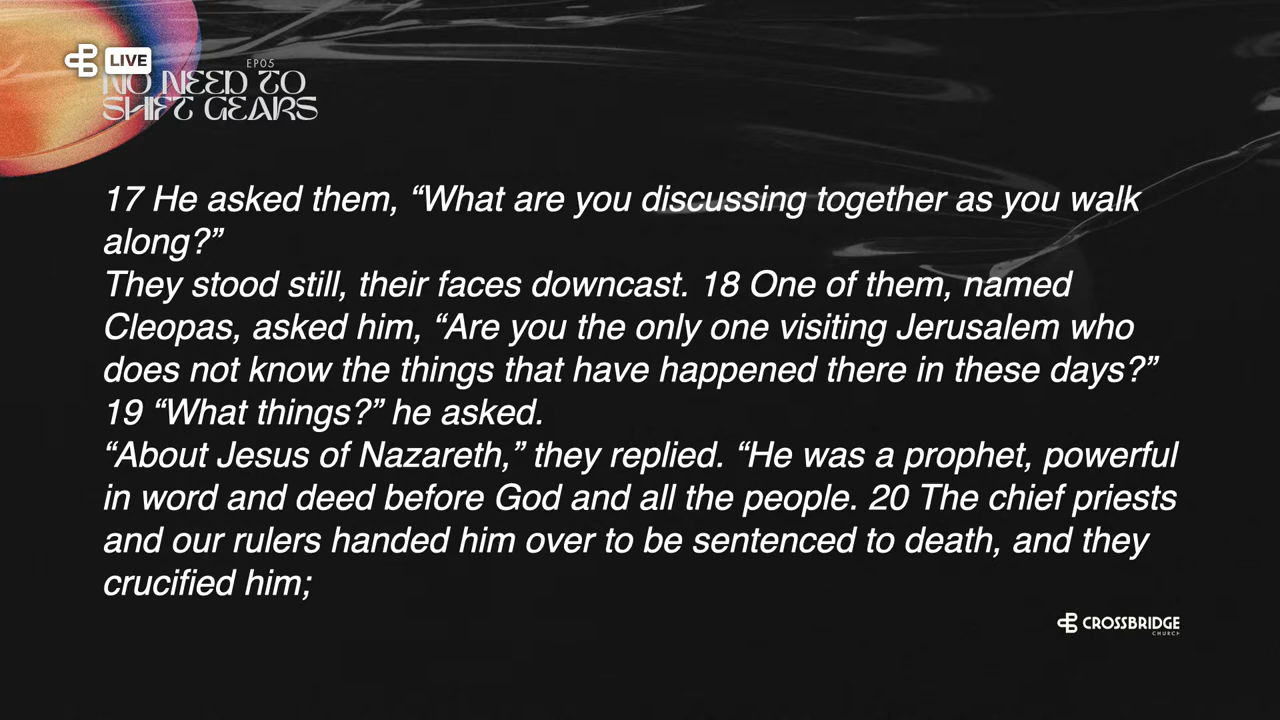 LIVE
EP05
NO NEED TO
SHIFT GEARS
17 He asked them, “What are you discussing together as you walk
along?”
They stood still, their faces downcast. 18 One of them, named
Cleopas, asked him, “Are you the only one visiting Jerusalem who
does not know the things that have happened there in these days?”
19 “What things?” he asked.
“About Jesus of Nazareth,” they replied. “He was a prophet, powerful
in word and deed before God and all the people. 20 The chief priests
and our rulers handed him over to be sentenced to death, and they
crucified him;
CROSSBRIDGE
CHURCH